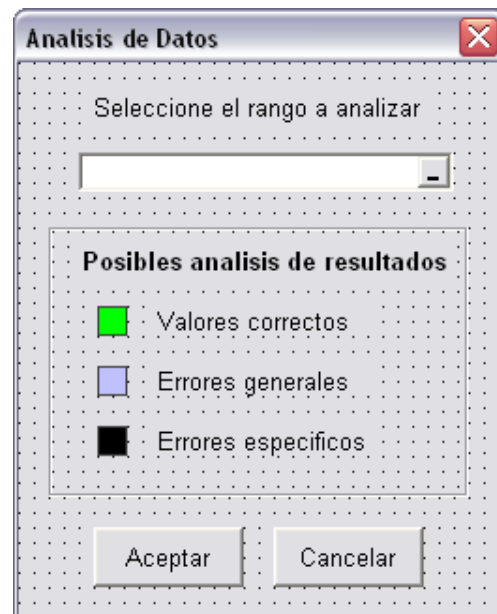 Analisis de Datos
Seleccione el rango a analizar
Posibles analisis de resultados
Valores correctos
Errores generales
Errores especificos
Aceptar
Cancelar